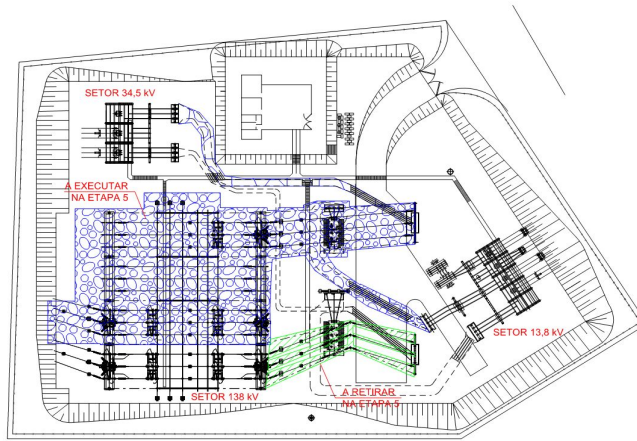 SETOR 34,5 kV
A EXECUTAR
NA ETAPA 5
SETOR 13,8 kV
A RETIRAR
NA ETAPA 5
SETOR 138 kV